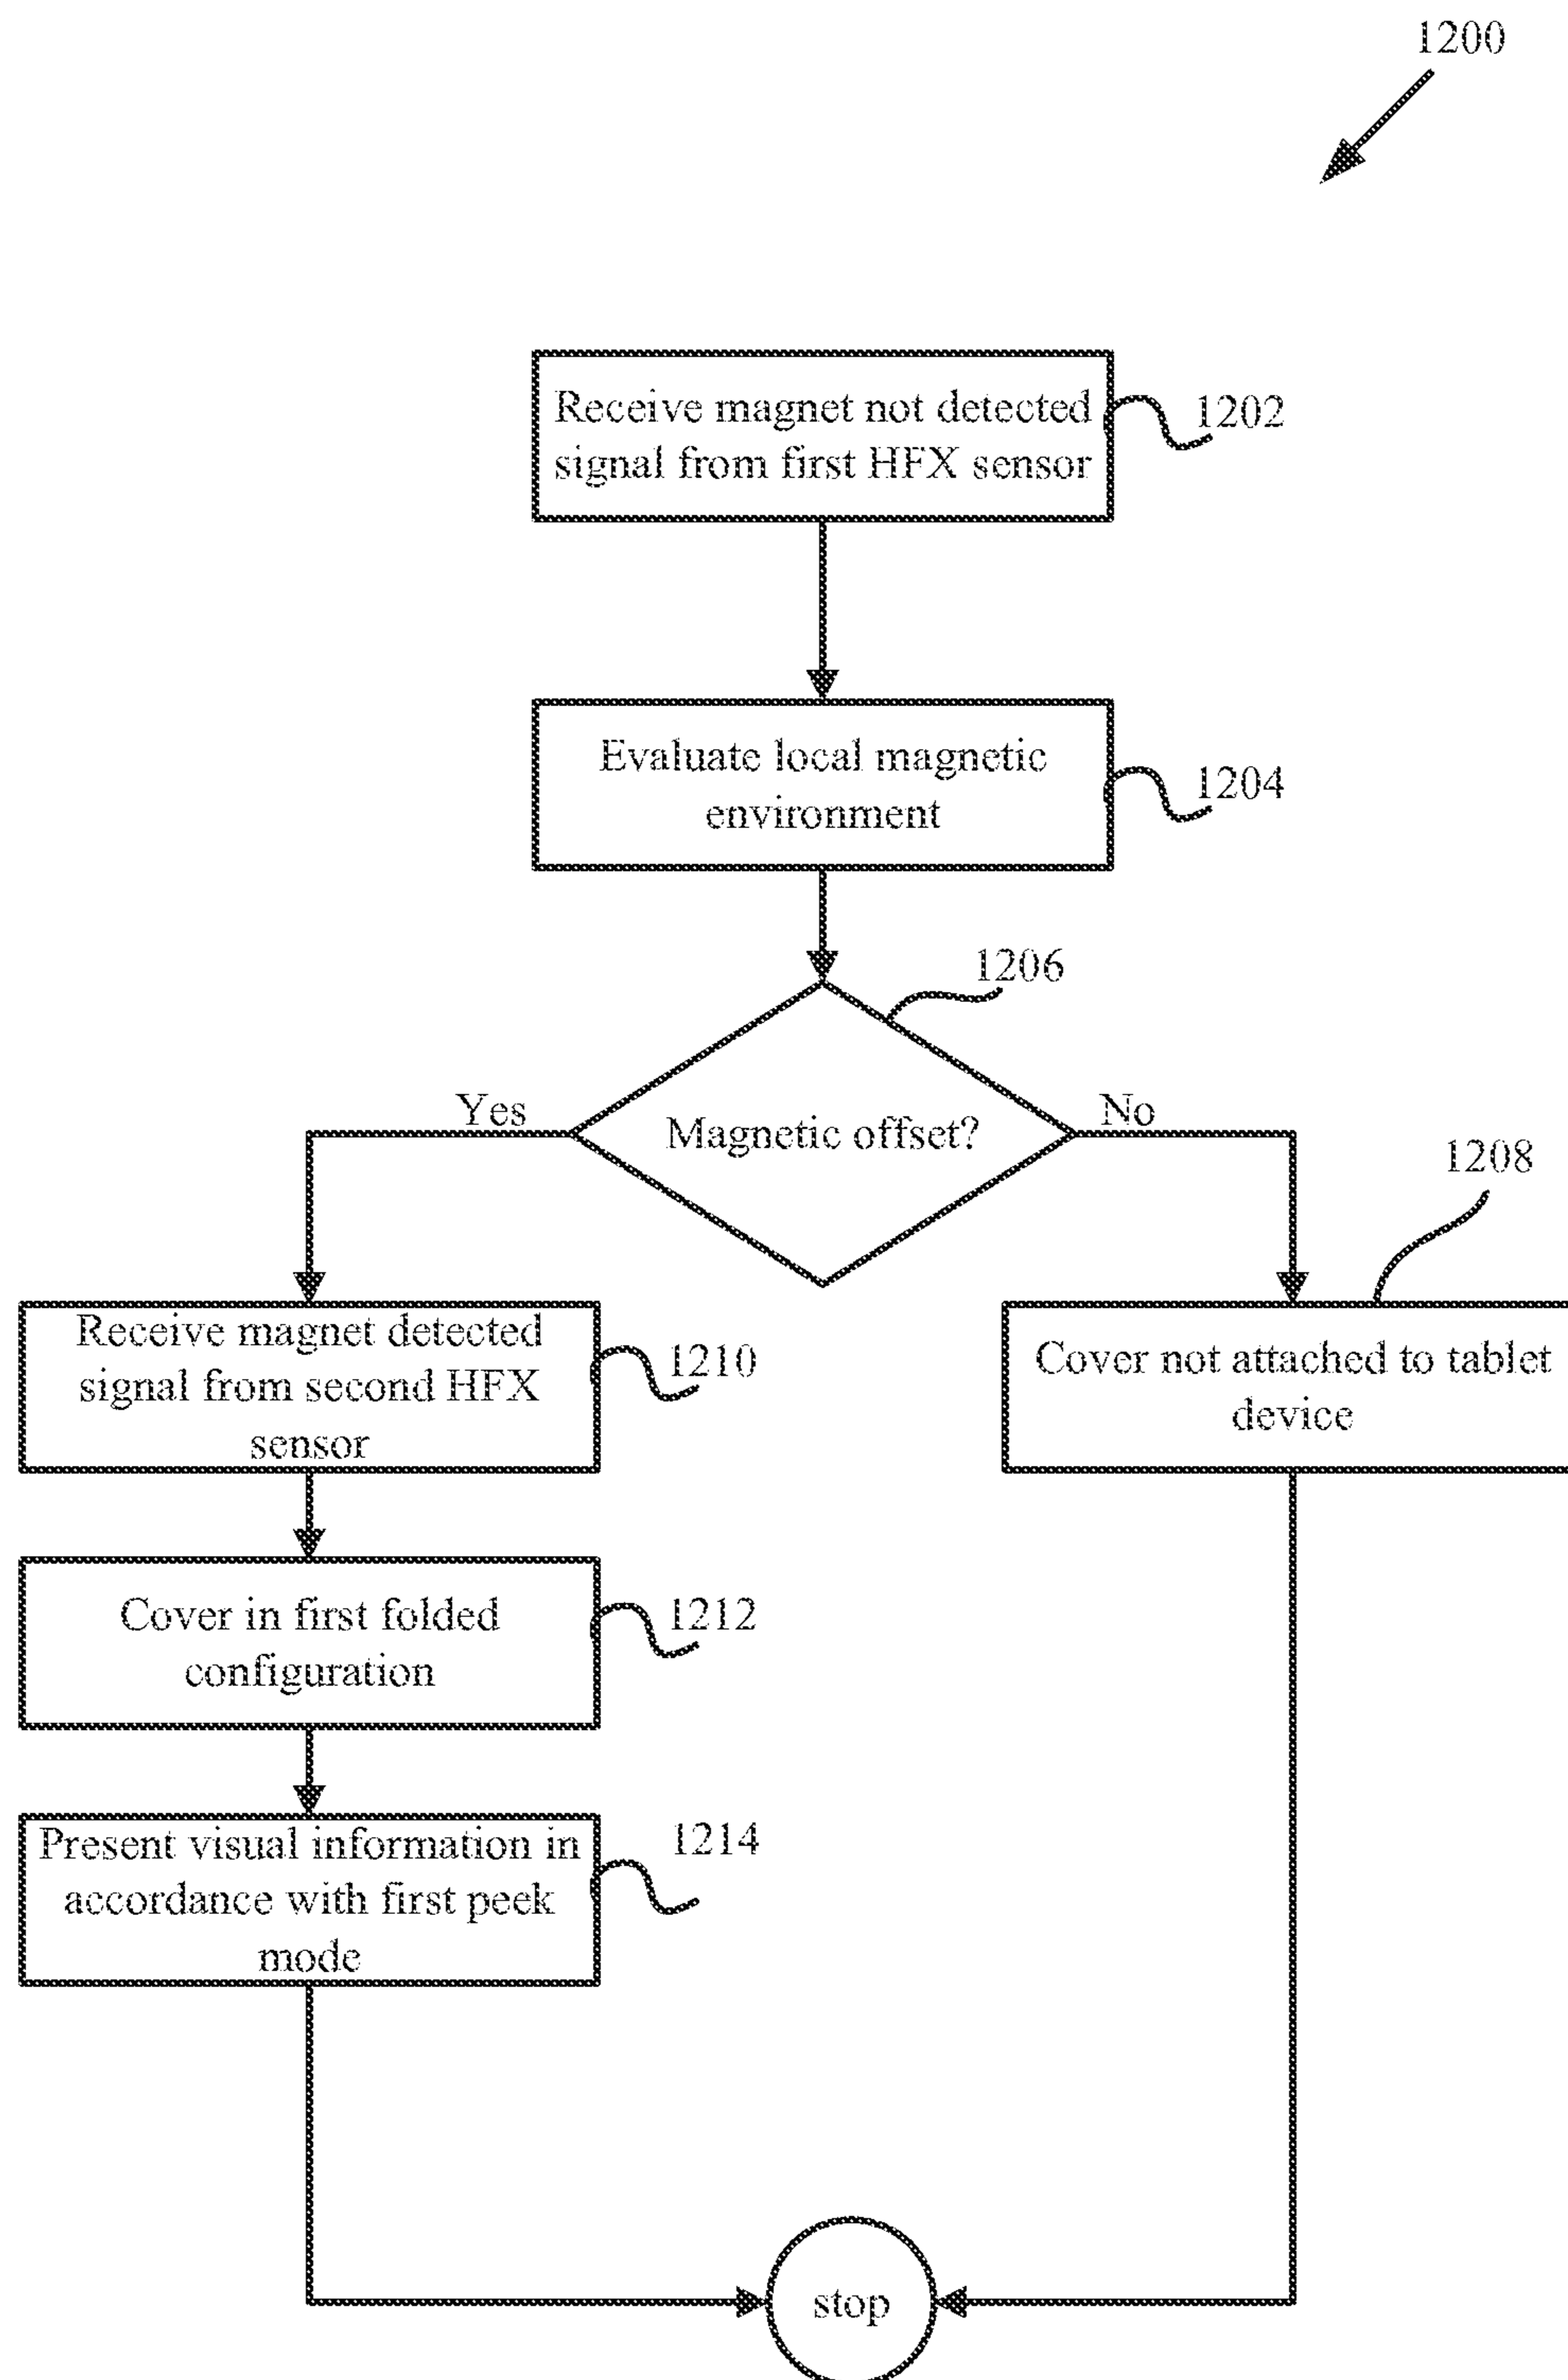 1200
Receive magnet not detected
signal from first HFX sensor
1202
Evaluate local magnetic
environment
1204
1206
Magnetic offset?
Yes
No
1208
Receive magnet detected
signal from second HFX
sensor
1210
Cover not attached to tablet
device
Cover in first folded
configuration
1212
Present visual information in
accordance with first peek
mode
1214
stop